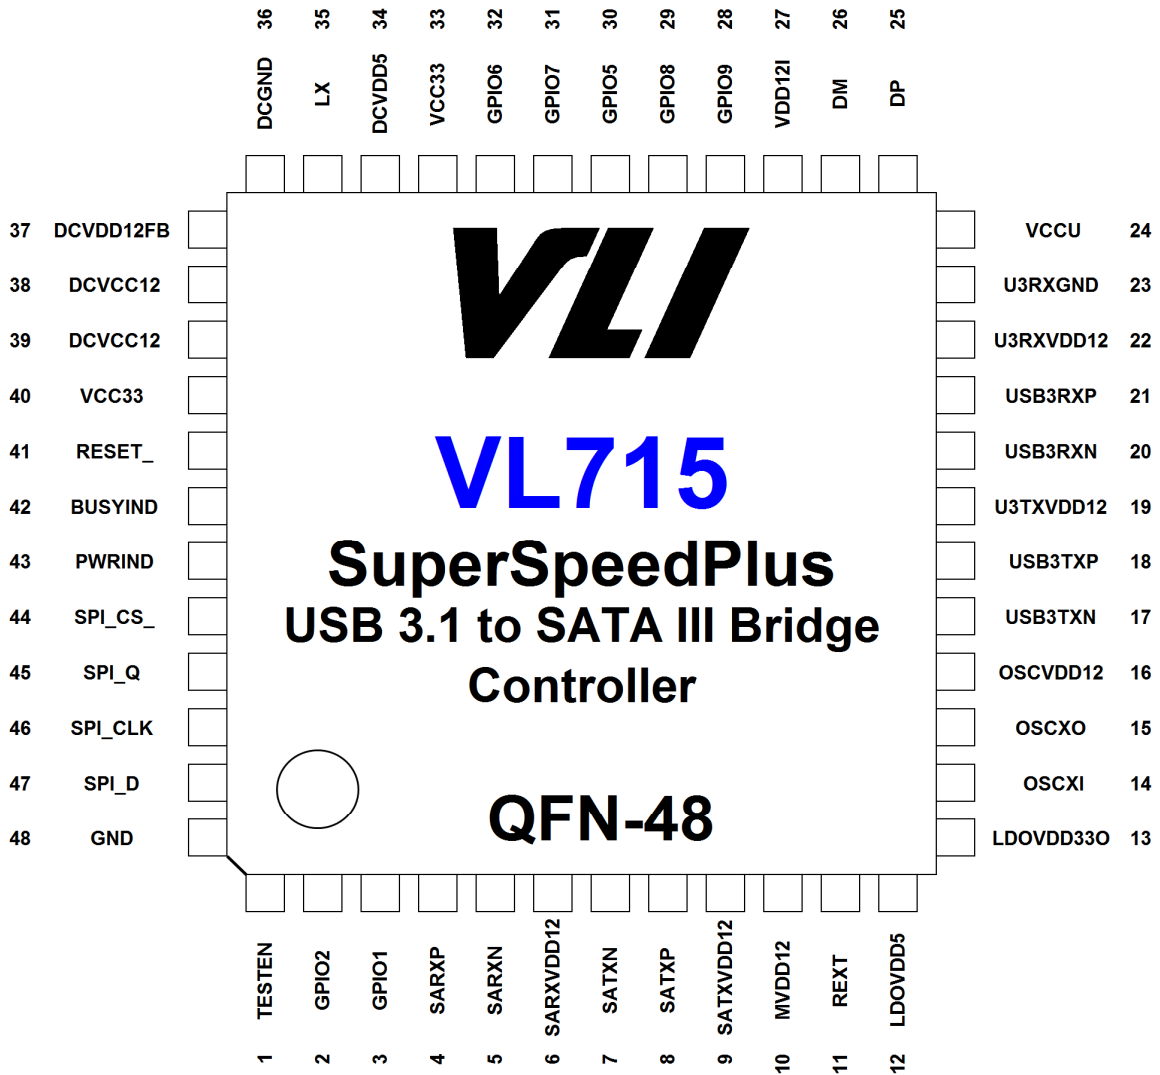 36 35 34 33 32 31 30 29 28 27 26 25
DCGND LX DCVDD5 VCC33 GPIO6 GPIO7 GPIO5 GPIO8 GPIO9 VDD12I DM DP
37 DCVDD12FB
38 DCVCC12
39 DCVCC12
40 VCC33
41 RESET_
42 BUSYIND
43 PWRIND
44 SPI_CS_
45 SPI_Q
46 SPI_CLK
47 SPI_D
48 GND
VLI
VL715
SuperSpeedPlus
USB 3.1 to SATA III Bridge
Controller
QFN-48
VCCU 24
U3RXGND 23
U3RXVDD12 22
USB3RXP 21
USB3RXN 20
U3TXVDD12 19
USB3TXP 18
USB3TXN 17
OSCVDD12 16
OSCXO 15
OSCXI 14
LDOVDD33O 13
TESTEN GPIO2 GPIO1 SARXP SARXN SARXVDD12 SATXN SATXP SATXVDD12 MVDD12 REXT LDOVDD5
1 2 3 4 5 6 7 8 9 10 11 12